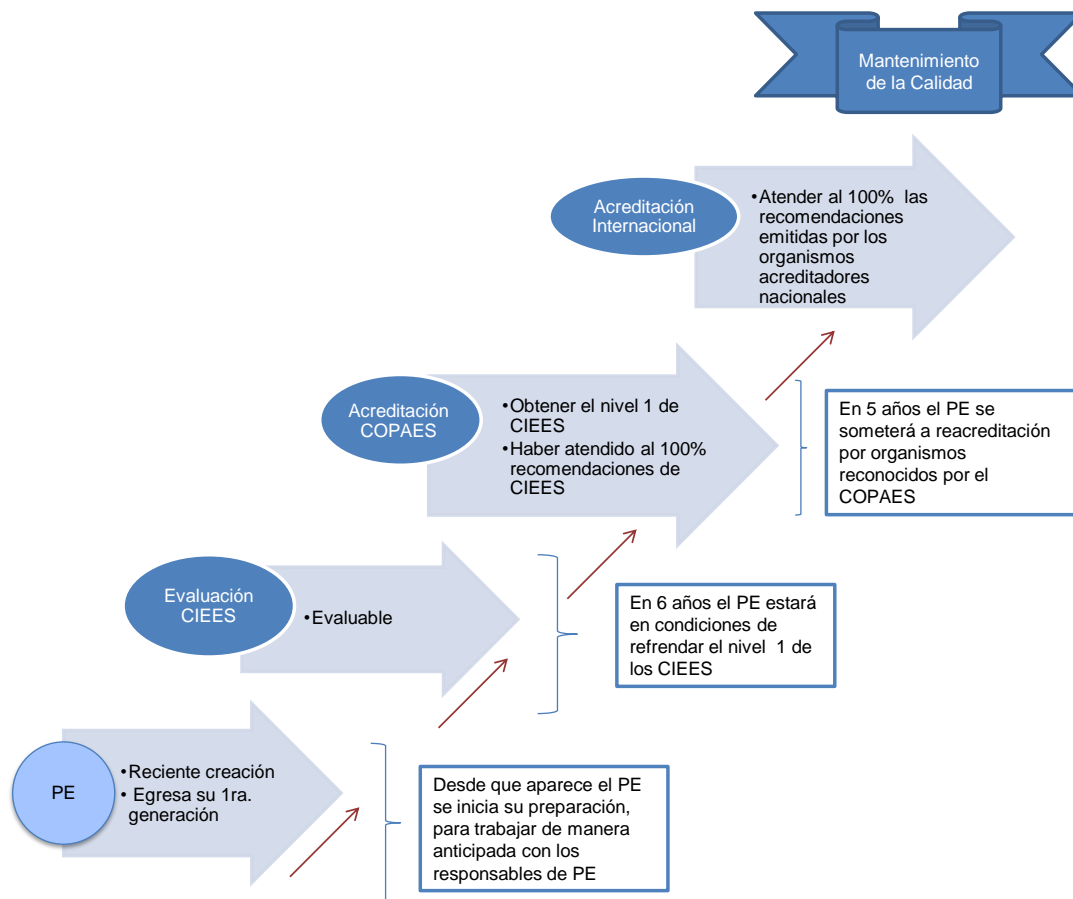 Mantenimiento
de la Calidad
Acreditación
Internacional
•Atender al 100% las
recomendaciones
emitidas por los
organismos
acreditadores
nacionales
Acreditación
COPAES
•Obtener el nivel 1 de
CIEES
•Haber atendido al 100%
recomendaciones de
CIEES
En 5 años el PE se
someterá a reacreditación
por organismos
reconocidos por el
COPAES
Evaluación
CIEES
•Evaluable
En 6 años el PE estará
en condiciones de
refrendar el nivel 1 de
los CIEES
PE
•Reciente creación
• Egresa su 1ra.
generación
Desde que aparece el PE
se inicia su preparación,
para trabajar de manera
anticipada con los
responsables de PE